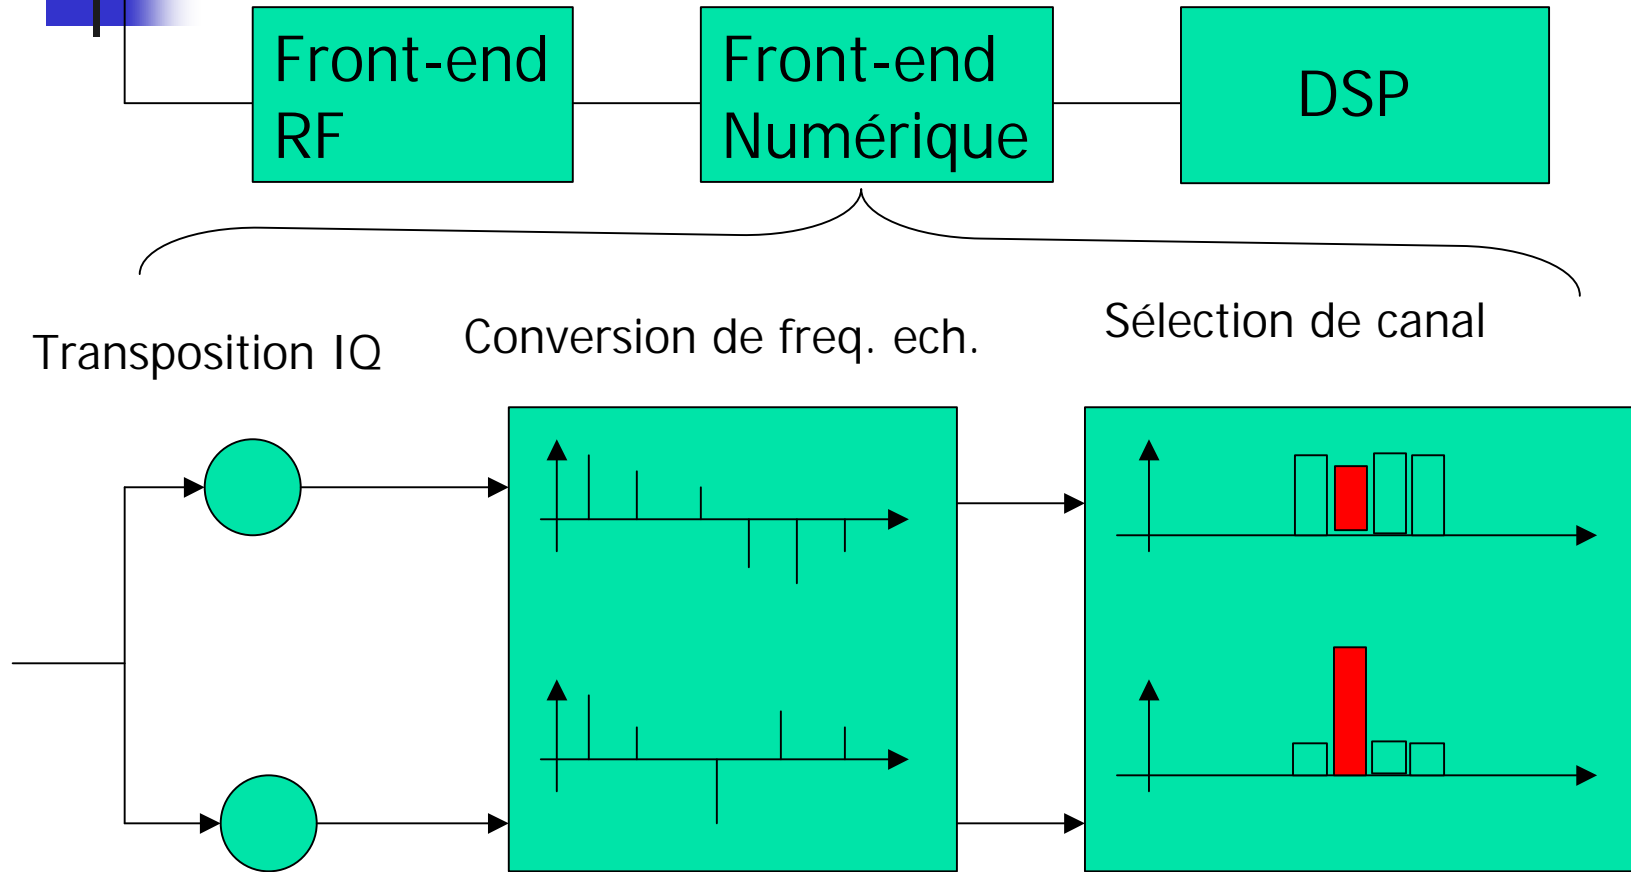 Front-end
RF
Front-end
Numérique
DSP
Transposition IQ
Conversion de freq. ech.
Sélection de canal